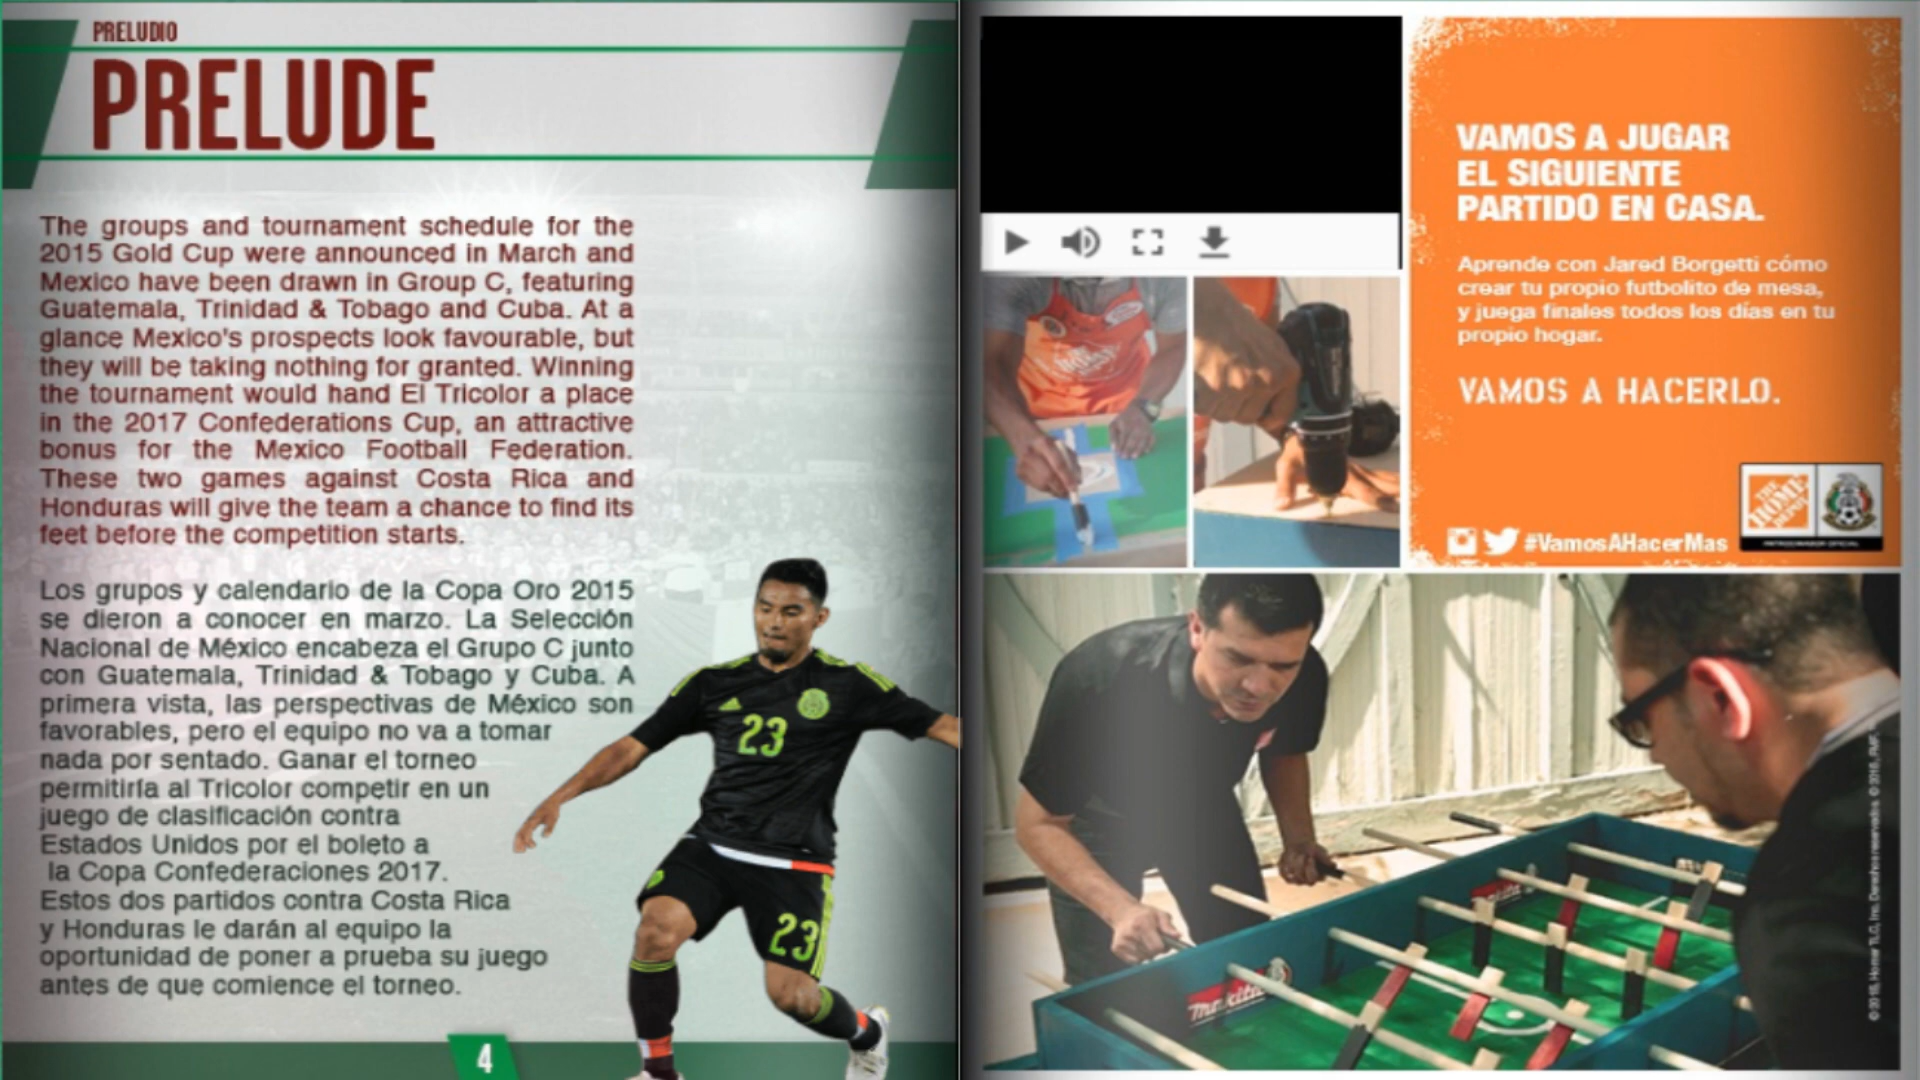 PRELUDIO
PRELUDE
The groups and tournament schedule for the
2015 Gold Cup were announced in March and
Mexico have been drawn in Group C, featuring
Guatemala, Trinidad & Tobago and Cuba. At a
glance Mexico's prospects look favourable, but
they will be taking nothing for granted. Winning
the tournament would hand El Tricolor a place
in the 2017 Confederations Cup, an attractive
bonus for the Mexico Football Federation.
These two games against Costa Rica and
Honduras will give the team a chance to find its
feet before the competition starts.
Los grupos y calendario de la Copa Oro 2015
se dieron a conocer en marzo. La Selección
Nacional de México encabeza el Grupo C junto
con Guatemala, Trinidad & Tobago y Cuba. A
primera vista, las perspectivas de México son
favorables, pero el equipo no va a tomar
nada por sentado. Ganar el torneo
permitiría al Tricolor competir en un
juego de clasificación contra
Estados Unidos por el boleto a
la Copa Confederaciones 2017.
Estos dos partidos contra Costa Rica
y Honduras le darán al equipo la
oportunidad de poner a prueba su juego
antes de que comience el torneo.
23
23
4
VAMOS A JUGAR
EL SIGUIENTE
PARTIDO EN CASA.
Aprende con Jared Borgetti cómo
crear tu propio futbolito de mesa,
y juega finales todos los días en tu
propio hogar.
VAMOS A HACERLO.
#VamosAHacerMas
THE HOME DEPOT
PATROCINADOR OFICIAL
makita